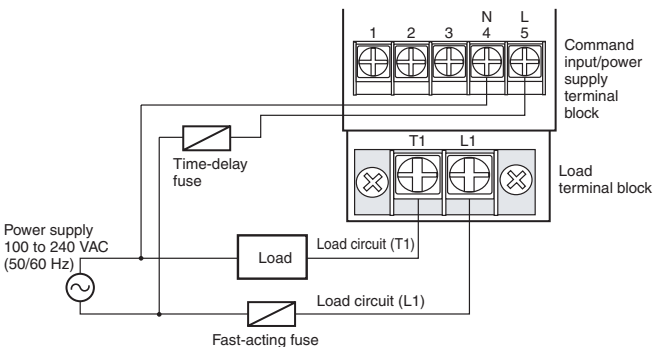 N L
1 2 3 4 5
Command
input/power
supply
terminal
block
T1 L1
Time-delay
fuse
Load
terminal block
Power supply
100 to 240 VAC
(50/60 Hz)
Load
Load circuit (T1)
Load circuit (L1)
Fast-acting fuse